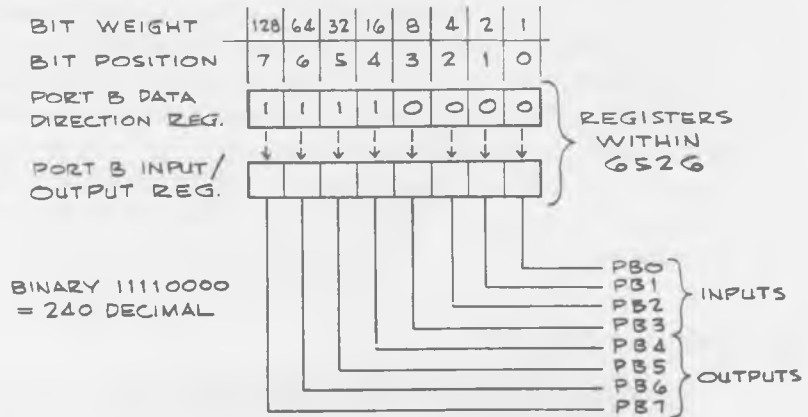 BIT WEIGHT 128 64 32 16 8 4 2 1
BIT POSITION 7 6 5 4 3 2 1 0
PORT B DATA
DIRECTION REG. 1 1 1 1 0 0 0 0
PORT B INPUT/
OUTPUT REG.
REGISTERS
WITHIN
6526
BINARY 11110000
= 240 DECIMAL
PB0
PB1
PB2
PB3
INPUTS
PB4
PB5
PB6
PB7
OUTPUTS